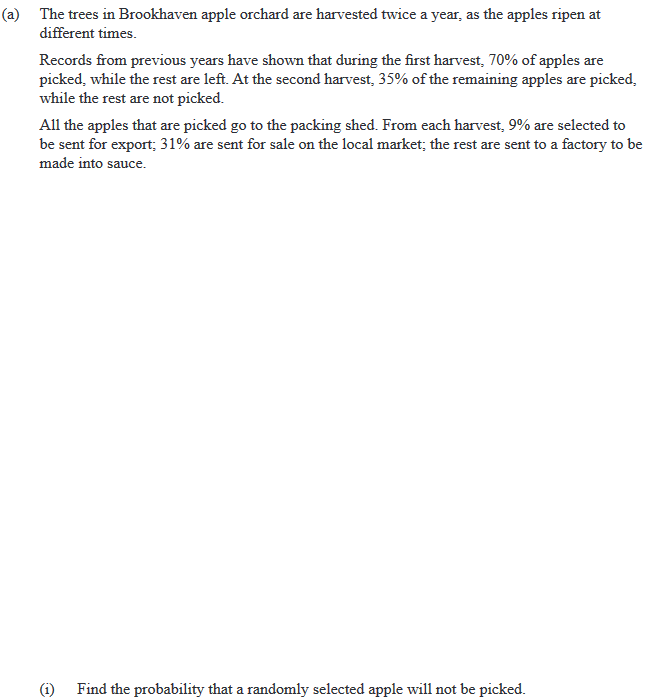 (a) The trees in Brookhaven apple orchard are harvested twice a year, as the apples ripen at
different times.
Records from previous years have shown that during the first harvest, 70% of apples are
picked, while the rest are left. At the second harvest, 35% of the remaining apples are picked,
while the rest are not picked.
All the apples that are picked go to the packing shed. From each harvest, 9% are selected to
be sent for export; 31% are sent for sale on the local market; the rest are sent to a factory to be
made into sauce.
(i) Find the probability that a randomly selected apple will not be picked.